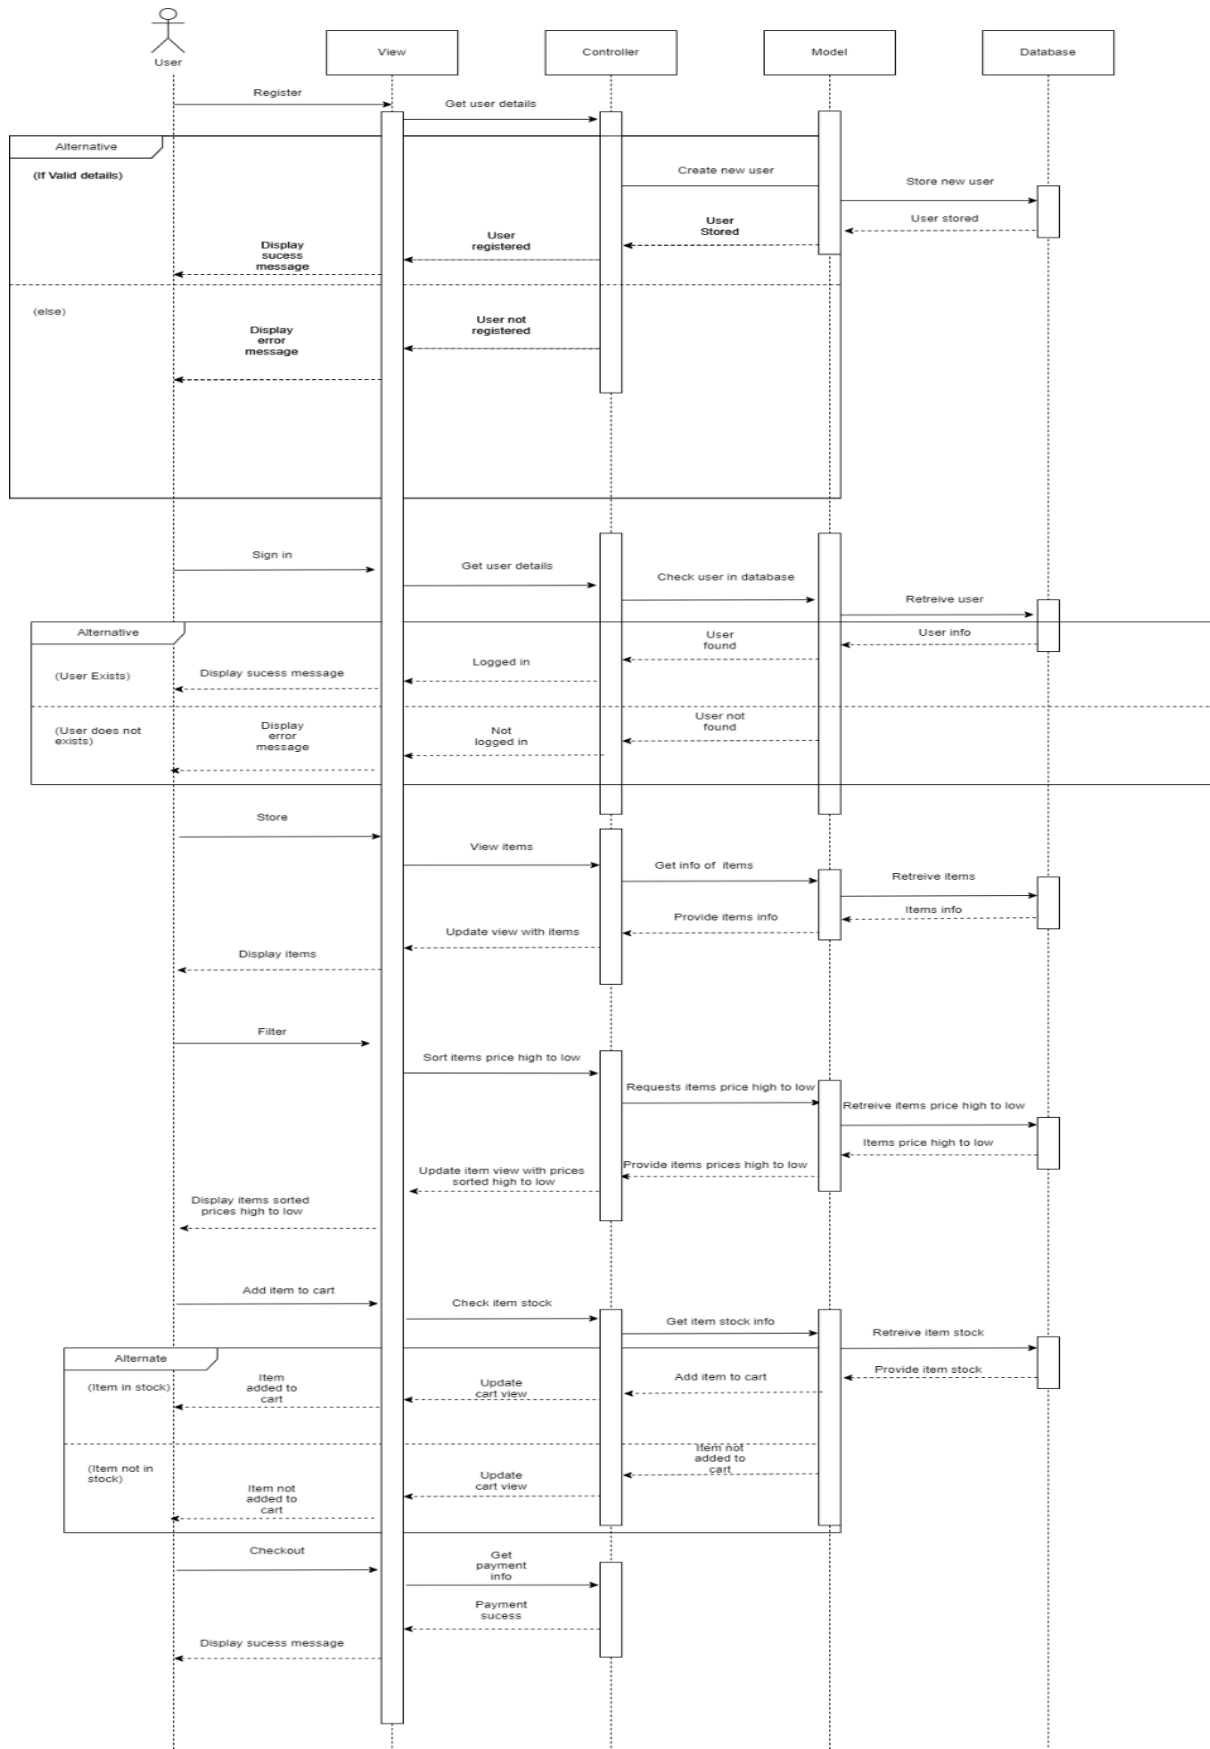 User
View
Controller
Model
Database
Register
Get user details
Alternative
(If Valid details)
Create new user
Store new user
User stored
User
Stored
User
registered
Display
sucess
message
(else)
User not
registered
Display
error
message
Sign in
Get user details
Check user in database
Retreive user
Alternative
User info
User
found
Logged in
Display sucess message
(User Exists)
User not
found
Not
logged in
Display
error
message
(User does not
exists)
Store
View items
Get info of items
Retreive items
Items info
Provide items info
Update view with items
Display items
Filter
Sort items price high to low
Requests items price high to low
Retreive items price high to low
Items price high to low
Provide items prices high to low
Update item view with prices
sorted high to low
Display items sorted
prices high to low
Add item to cart
Check item stock
Get item stock info
Retreive item stock
Alternate
Provide item stock
Add item to cart
Update
cart view
Item
added to
cart
(Item in stock)
Item not
added to
cart
Update
cart view
Item not
added to
cart
(Item not in
stock)
Checkout
Get
payment
info
Payment
sucess
Display sucess message